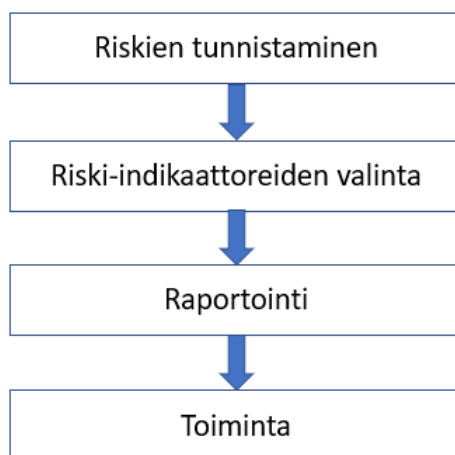 Riskien tunnistaminen
Riski-indikaattoreiden valinta
Raportointi
Toiminta